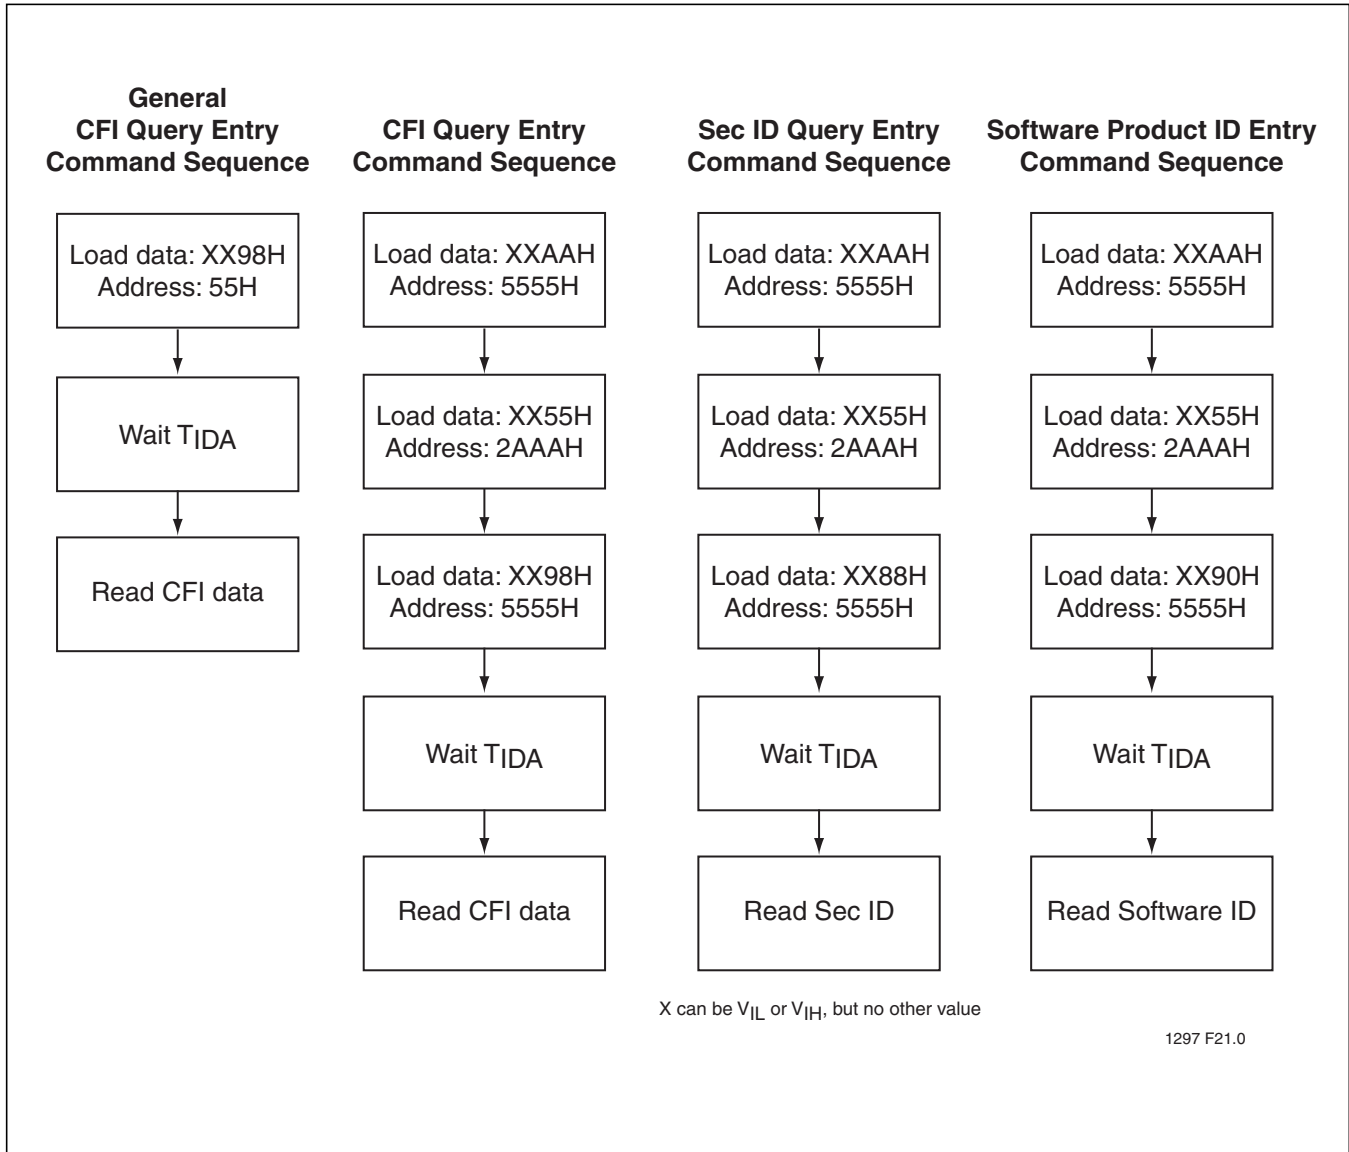 General
CFI Query Entry
Command Sequence
Load data: XX98H
Address: 55H
Wait TIDA
Read CFI data
CFI Query Entry
Command Sequence
Load data: XXAAH
Address: 5555H
Load data: XX55H
Address: 2AAAH
Load data: XX98H
Address: 5555H
Wait TIDA
Read CFI data
Sec ID Query Entry
Command Sequence
Load data: XXAAH
Address: 5555H
Load data: XX55H
Address: 2AAAH
Load data: XX88H
Address: 5555H
Wait TIDA
Read Sec ID
Software Product ID Entry
Command Sequence
Load data: XXAAH
Address: 5555H
Load data: XX55H
Address: 2AAAH
Load data: XX90H
Address: 5555H
Wait TIDA
Read Software ID
X can be VIL or VIH, but no other value
1297 F21.0